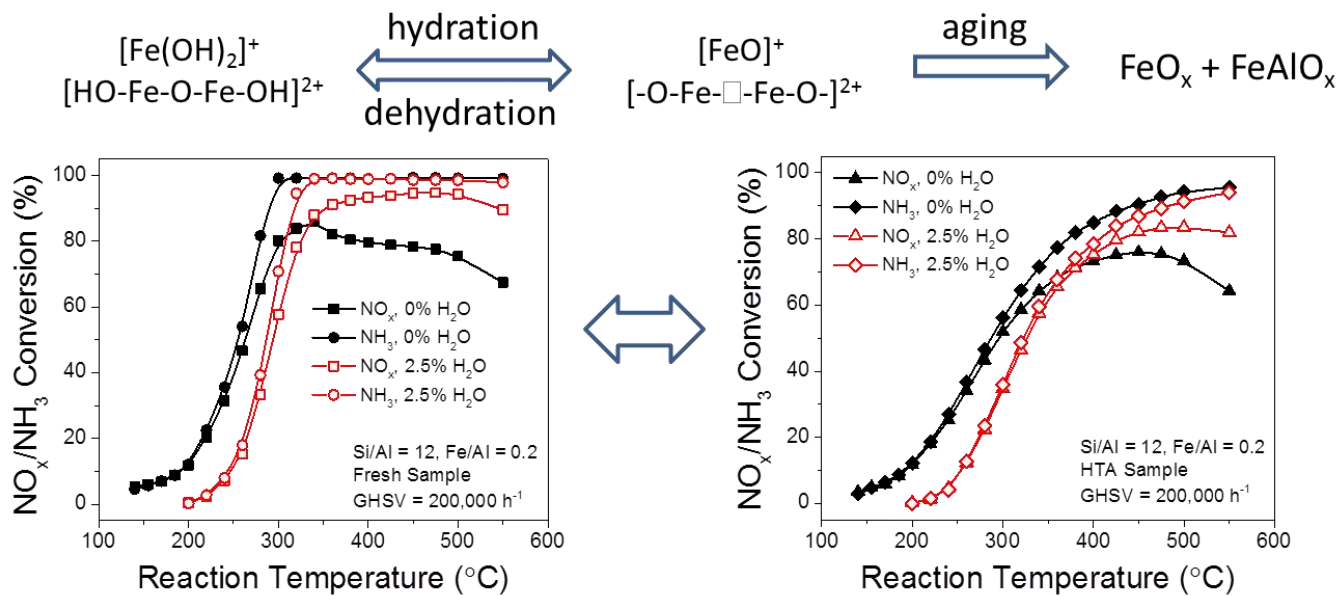 hydration
aging
[Fe(OH)₂]⁺
[FeO]⁺
FeOₓ + FeAlOₓ
[HO-Fe-O-Fe-OH]²⁺
[-O-Fe-□-Fe-O-]²⁺
dehydration
NOₓ/NH₃ Conversion (%)
100
80
60
40
20
0
NOₓ, 0% H₂O
NH₃, 0% H₂O
NOₓ, 2.5% H₂O
NH₃, 2.5% H₂O
Si/Al = 12, Fe/Al = 0.2
Fresh Sample
GHSV = 200,000 h⁻¹
100 200 300 400 500 600
Reaction Temperature (°C)
NOₓ/NH₃ Conversion (%)
100
80
60
40
20
0
NOₓ, 0% H₂O
NH₃, 0% H₂O
NOₓ, 2.5% H₂O
NH₃, 2.5% H₂O
Si/Al = 12, Fe/Al = 0.2
HTA Sample
GHSV = 200,000 h⁻¹
100 200 300 400 500 600
Reaction Temperature (°C)